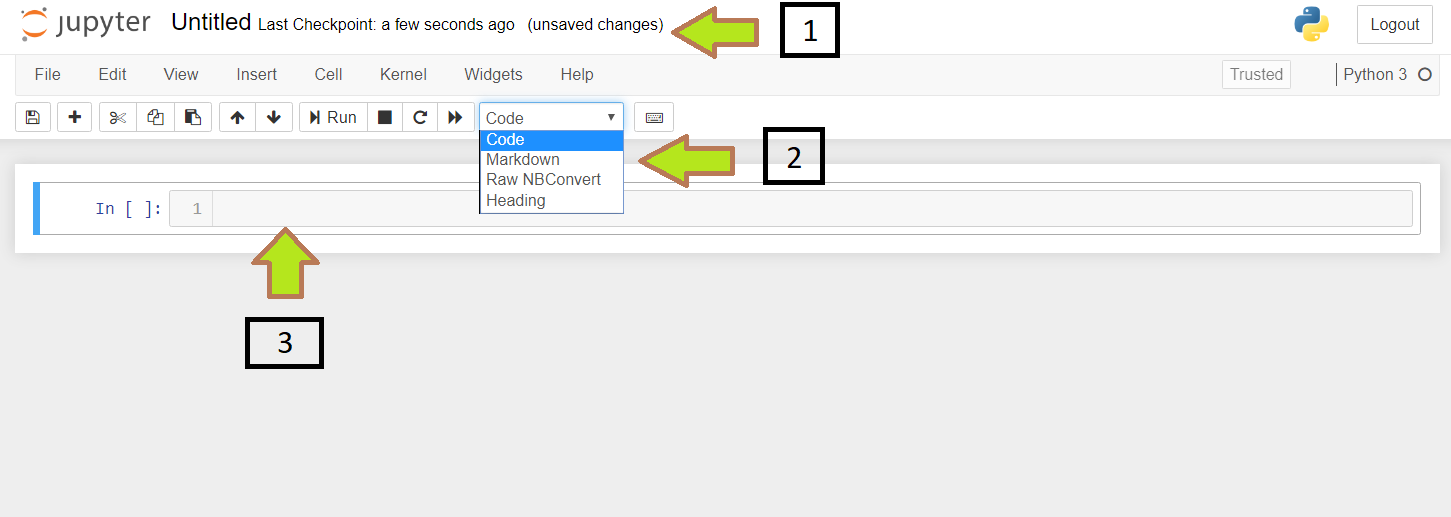 jupyter Untitled Last Checkpoint: a few seconds ago (unsaved changes) 1 Logout
File Edit View Insert Cell Kernel Widgets Help Trusted Python 3
Run Code
Code
Markdown 2
Raw NBConvert
Heading
In [ ]: 1
3